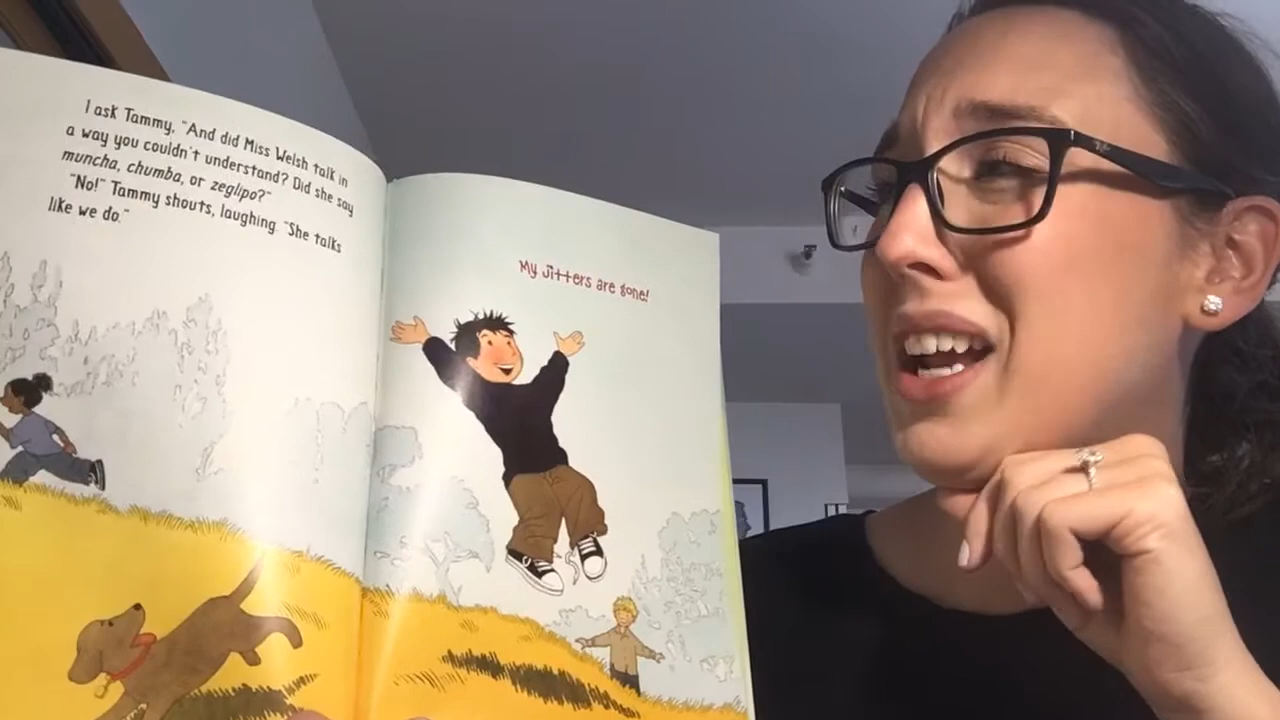 I ask Tammy, "And did Miss Welsh talk in
a way you couldn't understand? Did she say
muncha, chumba, or zeglipo?"
"No!" Tammy shouts, laughing. "She talks
like we do."
My Jitters are gone!